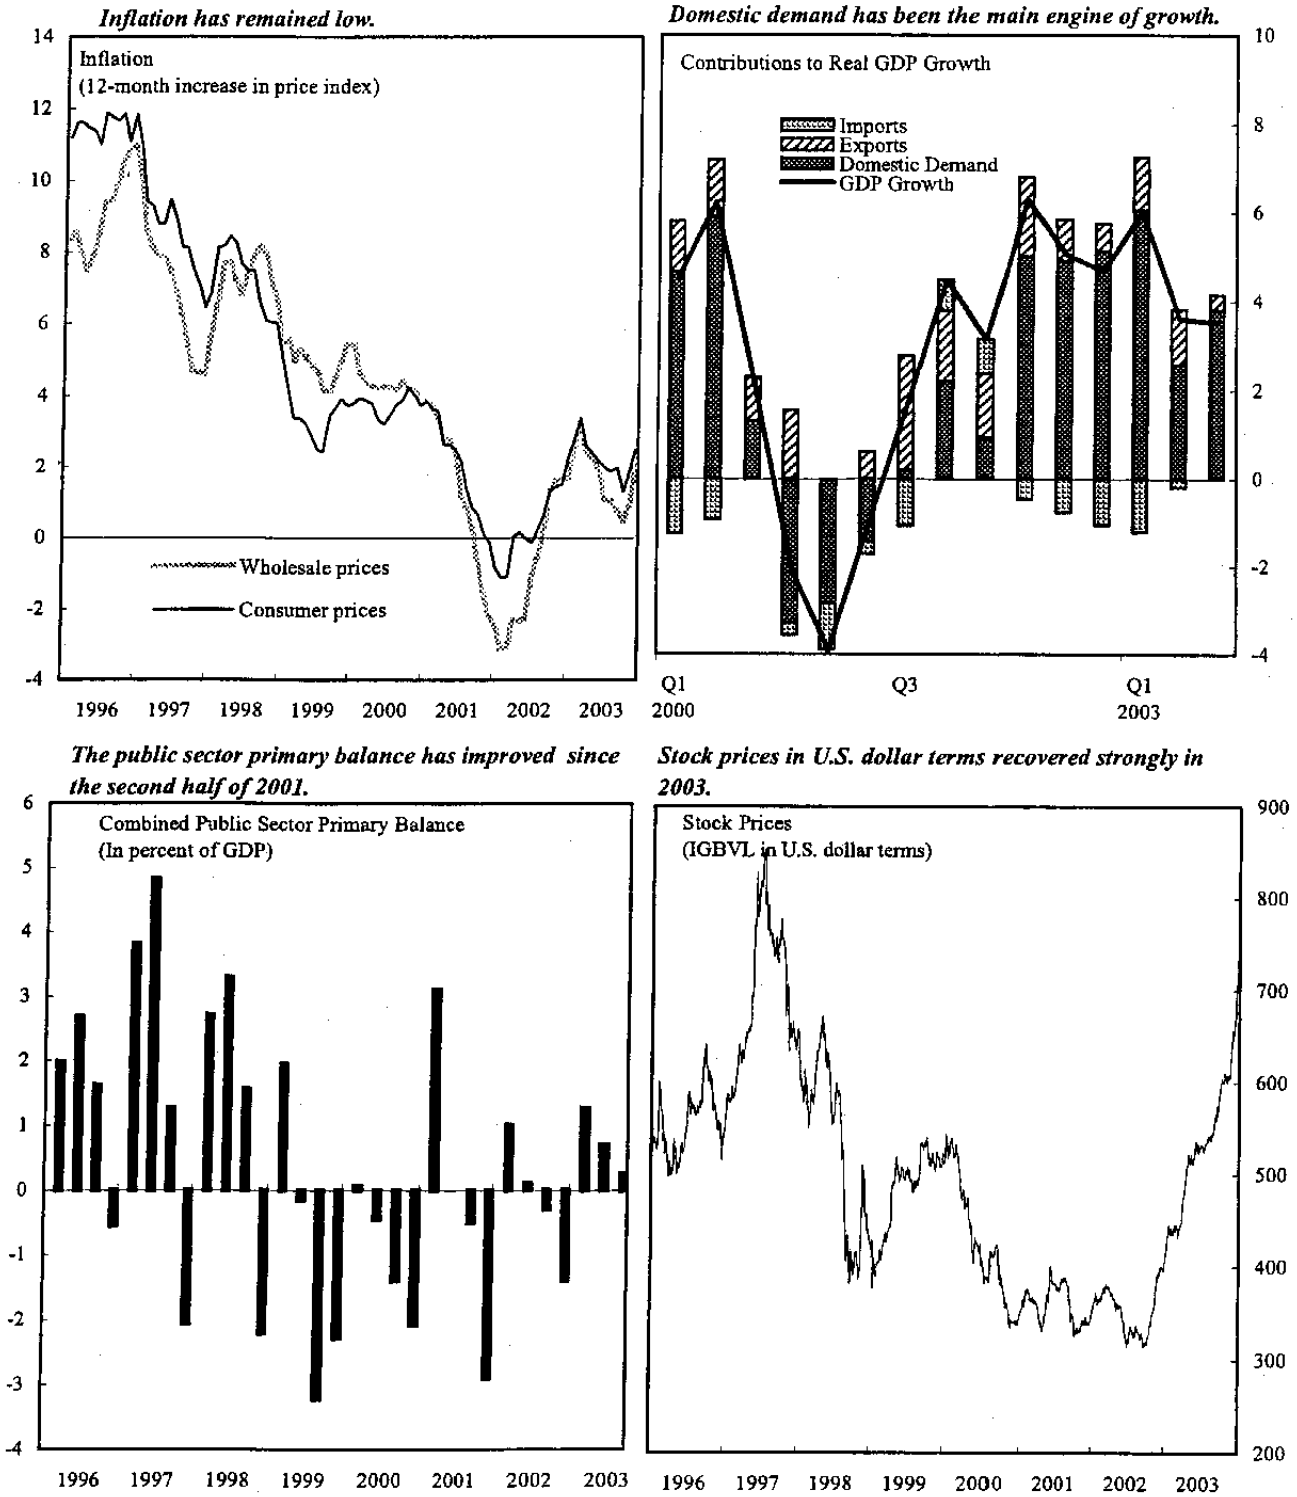 Inflation has remained low.
14
12
10
8
6
4
2
0
-2
-4
Inflation
(12-month increase in price index)
Wholesale prices
Consumer prices
1996 1997 1998 1999 2000 2001 2002 2003
Domestic demand has been the main engine of growth.
Contributions to Real GDP Growth
Imports
Exports
Domestic Demand
GDP Growth
10
8
6
4
2
0
-2
-4
Q1 Q3 Q1
2000 2003
The public sector primary balance has improved since
the second half of 2001.
6
5
4
3
2
1
0
-1
-2
-3
-4
Combined Public Sector Primary Balance
(In percent of GDP)
1996 1997 1998 1999 2000 2001 2002 2003
Stock prices in U.S. dollar terms recovered strongly in
2003.
Stock Prices
(IGBVL in U.S. dollar terms)
900
800
700
600
500
400
300
200
1996 1997 1998 1999 2000 2001 2002 2003